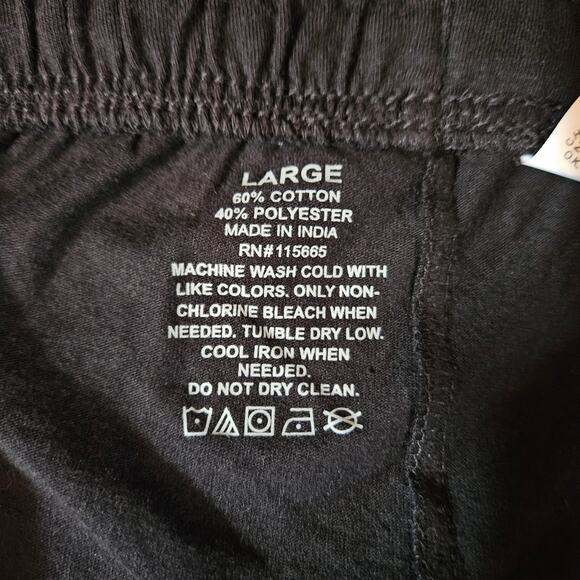 LARGE
60% COTTON
40% POLYESTER
MADE IN INDIA
RN#115665
MACHINE WASH COLD WITH
LIKE COLORS. ONLY NON-
CHLORINE BLEACH WHEN
NEEDED. TUMBLE DRY LOW.
COOL IRON WHEN
NEEDED.
DO NOT DRY CLEAN.